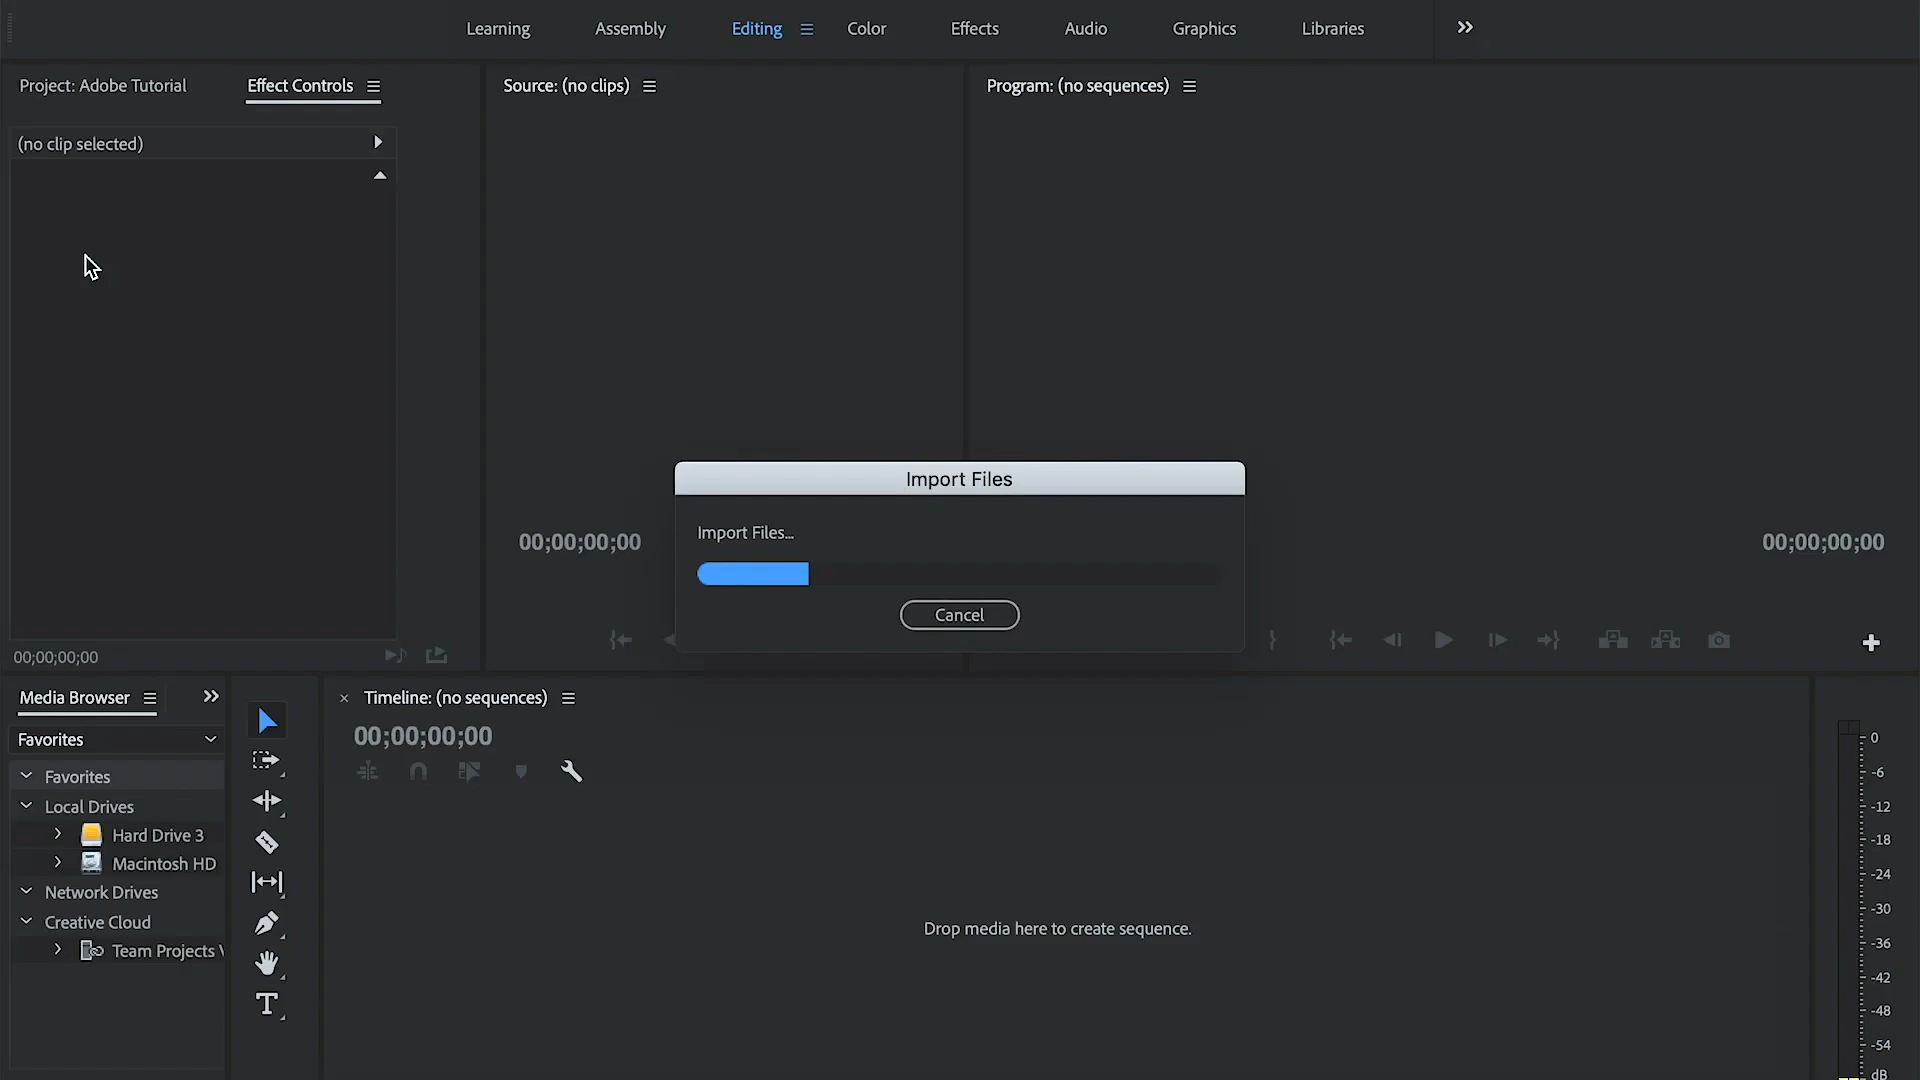 Learning Assembly Editing Color Effects Audio Graphics Libraries
Project: Adobe Tutorial Effect Controls
Source: (no clips)
Program: (no sequences)
(no clip selected)
Import Files
Import Files...
Cancel
00;00;00;00
00;00;00;00
00;00;00;00
Media Browser
Favorites
Favorites
Local Drives
Hard Drive 3
Macintosh HD
Network Drives
Creative Cloud
Team Projects
Timeline: (no sequences)
00;00;00;00
Drop media here to create sequence.
0
-6
-12
-18
-24
-30
-36
-42
-48
-54
dB